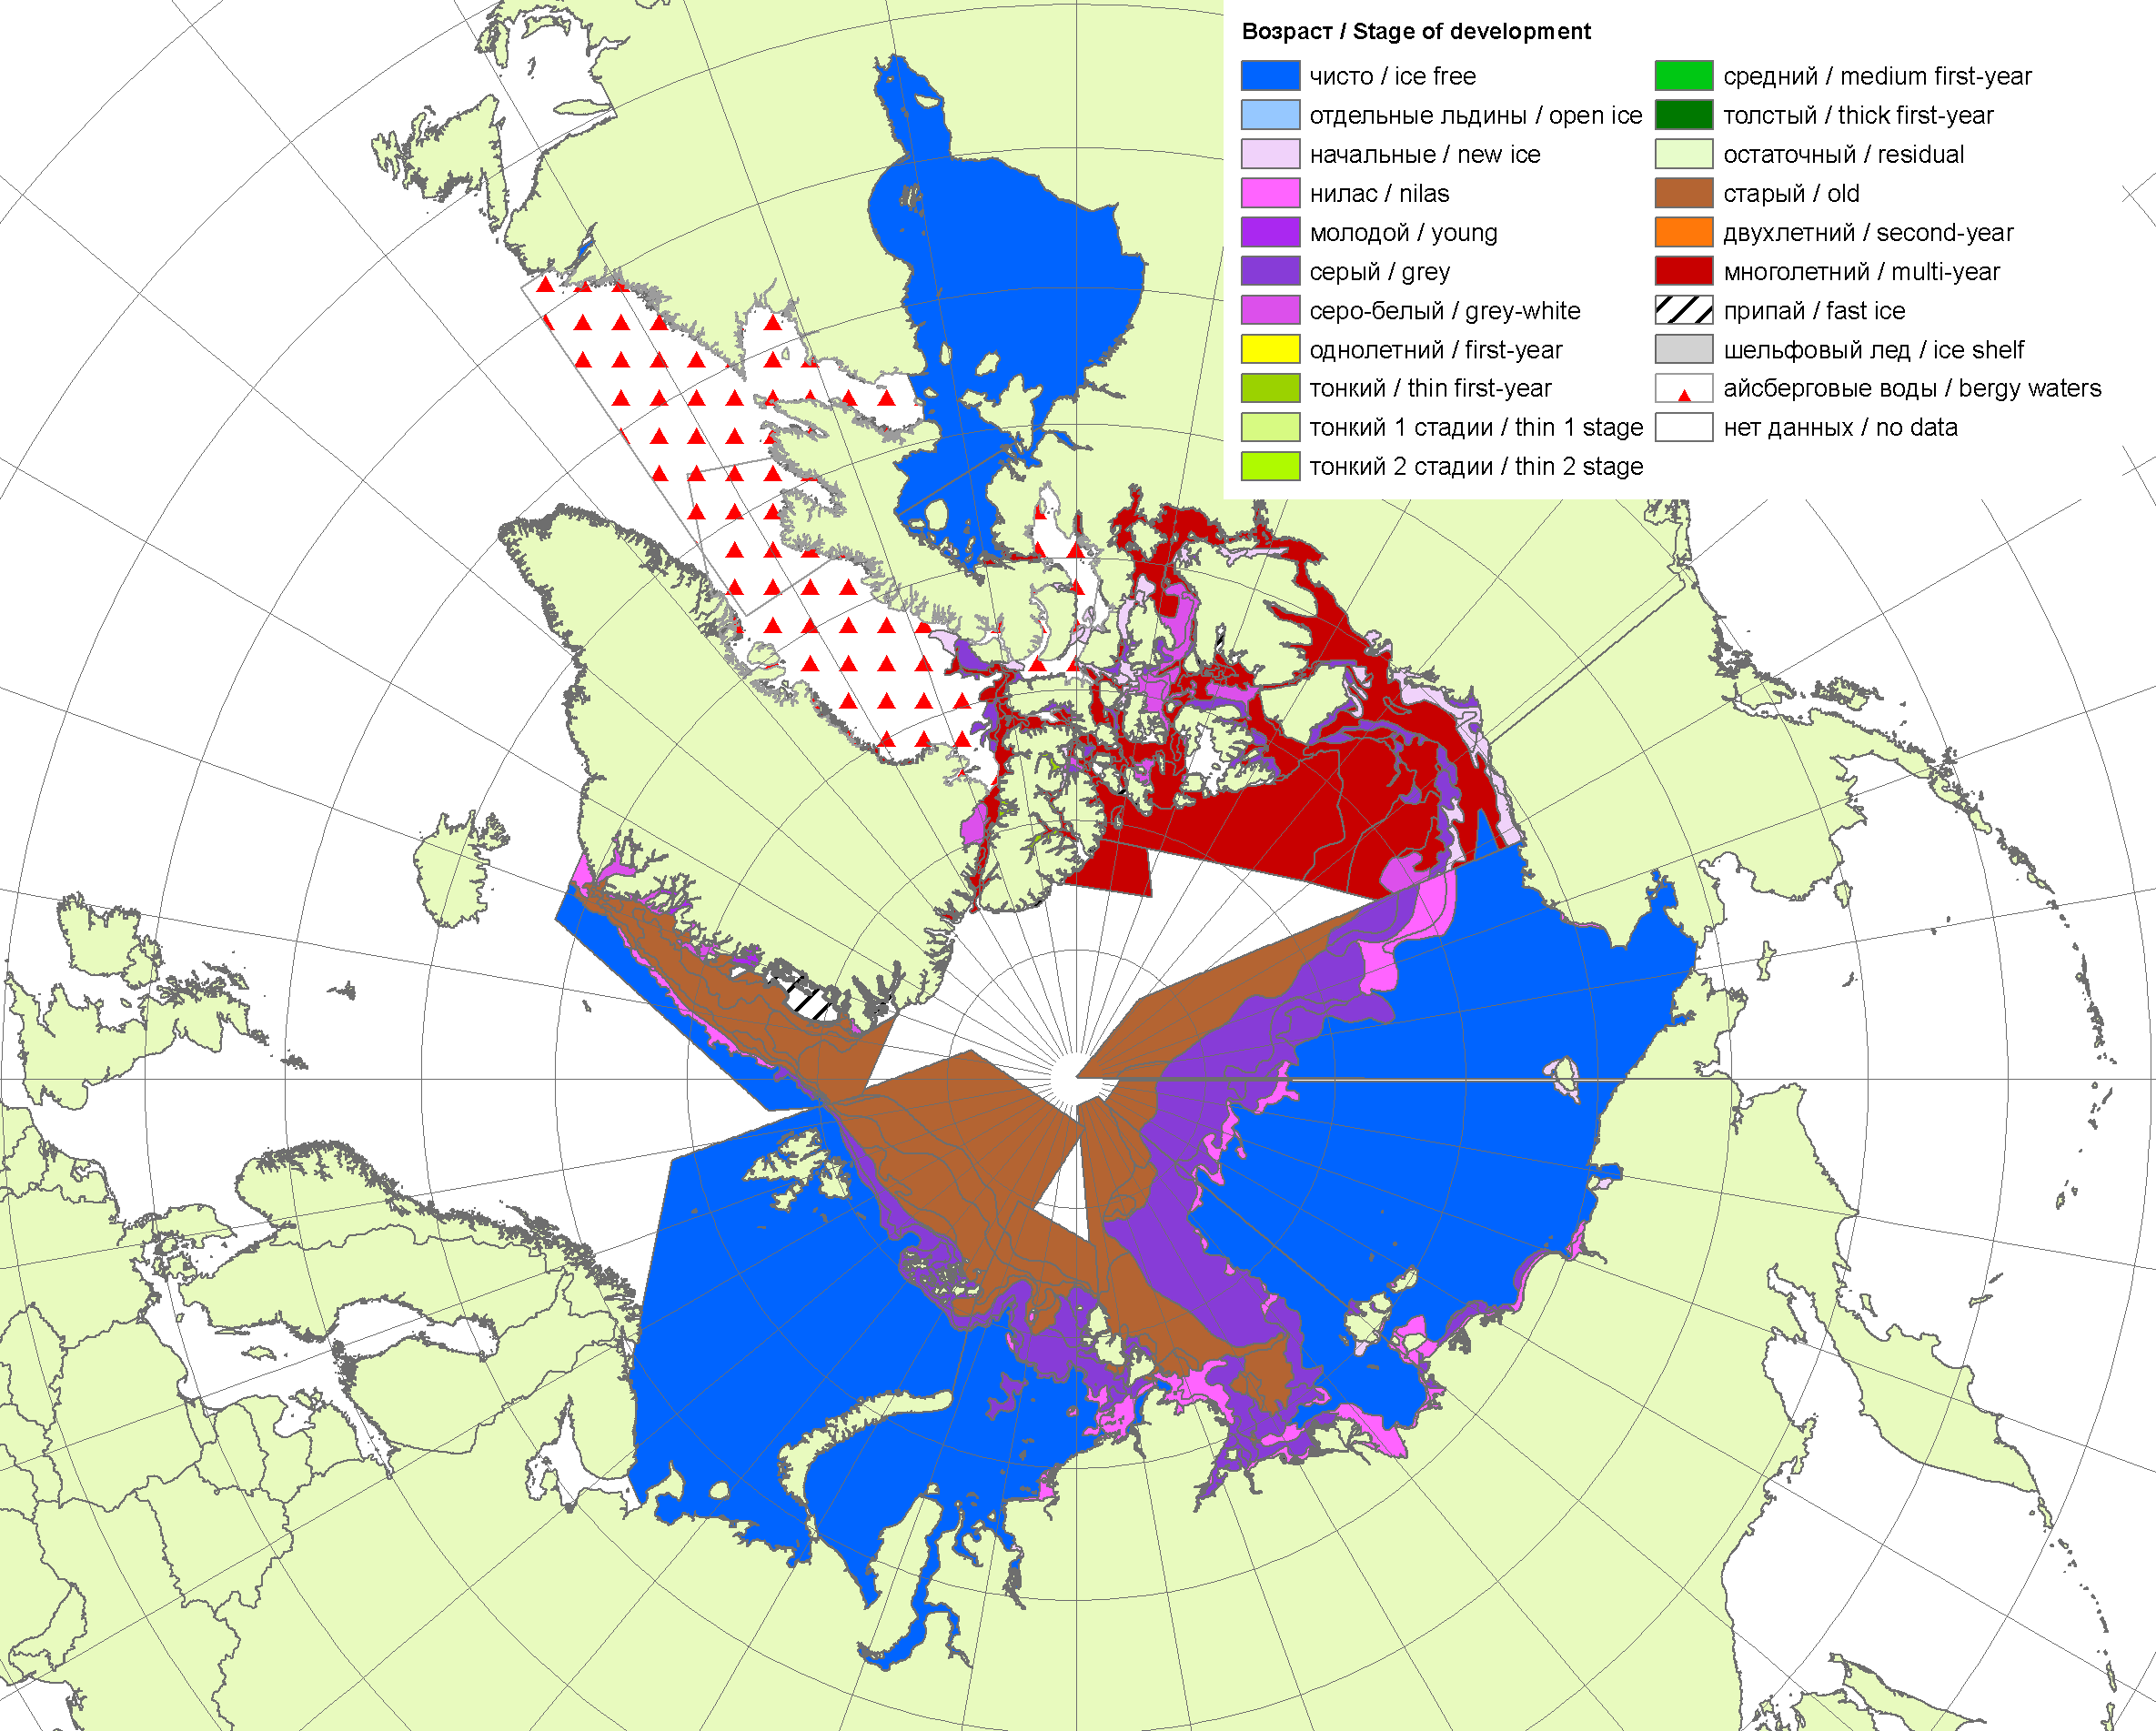 Возраст / Stage of development
чисто / ice free
отдельные льдины / open ice
начальные / new ice
нилас / nilas
молодой / young
серый / grey
серо-белый / grey-white
однолетний / first-year
тонкий / thin first-year
тонкий 1 стадии / thin 1 stage
тонкий 2 стадии / thin 2 stage
средний / medium first-year
толстый / thick first-year
остаточный / residual
старый / old
двухлетний / second-year
многолетний / multi-year
припай / fast ice
шельфовый лед / ice shelf
айсберговые воды / bergy waters
нет данных / no data